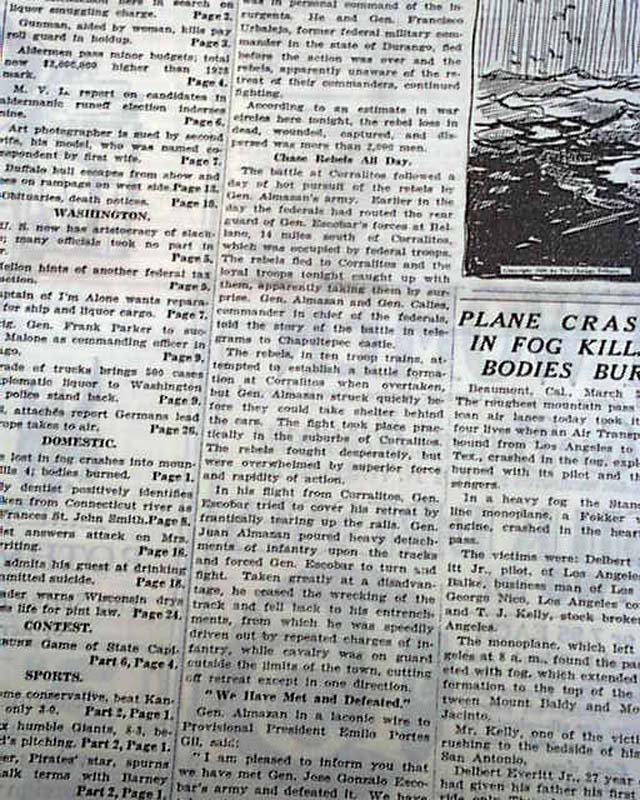 liquor smuggling charge. Page 2.
Gunman, aided by woman, kills pay
roll guard in holdup. Page 3.
Aldermen pass minor budgets; total
now higher than 1928
mark. Page 4.
M. V. L. report on candidates in
aldermanic runoff election indorses
nine. Page 6.
Art photographer is sued by second
wife, his model, who was named co-
respondent by first wife. Page 7.
Buffalo bull escapes from show and
on rampage on west side. Page 12.
Obituaries, death notices. Page 18.
WASHINGTON.
U. S. now has aristocracy of
many officials took no part in
Page 5.
Mellon hints of another federal tax
Page 5.
captain of I'm Alone wants repara-
for ship and liquor cargo. Page 7.
Gen. Frank Parker to suc-
Malone as commanding officer in
Page 9.
of trucks brings 500 cases
diplomatic liquor to Washington
police stand back. Page 9.
attaches report Germans lead
takes to air. Page 26.
DOMESTIC.
lost in fog crashes into moun-
kills 4; bodies burned. Page 1.
dentist positively identifies
taken from Connecticut river as
Frances St. John Smith. Page 5.
answers attack on Mrs.
Page 16.
admits his guest at drinking
committed suicide. Page 18.
warns Wisconsin drys
life for pint law. Page 24.
CONTEST.
Game of State Capi-
Part 6, Page 4.
SPORTS.
conservative, beat Kan-
only 3-0. Part 2, Page 1.
humble Giants, 8-3, be-
pitching. Part 2, Page 1.
Pirates' star, spurns
terms with Barney
Part 2, Page 1.
was in personal command of the in-
surgents. He and Gen. Francisco
Urbalejo, former federal military com-
mander in the state of Durango, fled
before the action was over and the
rebels, apparently unaware of the re-
treat of their commanders, continued
fighting.
According to an estimate in war
circles here tonight, the rebel loss in
dead, wounded, captured, and dis-
persed was more than 2,000 men.
Chase Rebels All Day.
The battle at Corralitos followed a
day of hot pursuit of the rebels by
Gen. Almazan's army. Earlier in the
day the federals had routed the rear
guard of Gen. Escobar's forces at Rel-
lano, 14 miles south of Corralitos,
which was occupied by federal troops.
The rebels fled to Corralitos and the
loyal troops tonight caught up with
them, apparently taking them by sur-
prise. Gen. Almazan and Gen. Calles,
commander in chief of the federals,
told the story of the battle in tele-
grams to Chapultepec castle.
The rebels, in ten troop trains, at-
tempted to establish a battle forma-
tion at Corralitos when overtaken,
but Gen. Almazan struck quickly be-
fore they could take shelter behind
the cars. The fight took place prac-
tically in the suburbs of Corralitos.
The rebels fought desperately, but
were overwhelmed by superior force
and rapidity of action.
In his flight from Corralitos, Gen.
Escobar tried to cover his retreat by
frantically tearing up the rails. Gen.
Juan Almazan poured heavy detach-
ments of infantry upon the tracks
and forced Gen. Escobar to turn and
fight. Taken greatly at a disadvan-
tage, he ceased the wrecking of the
track and fell back to his entrench-
ments, from which he was speedily
driven out by repeated charges of in-
fantry, while cavalry was on guard
outside the limits of the town, cutting
off retreat except in one direction.
"We Have Met and Defeated."
Gen. Almazan in a laconic wire to
Provisional President Emilio Portes
Gil, said:
"I am pleased to inform you that
we have met Gen. Jose Gonzalo Esco-
bar's army and defeated it. We have
PLANE CRAS
IN FOG KILL
BODIES BUR
Beaumont, Cal., March
The roughest mountain pass
ican air lanes today took it
four lives when an Air Trans
bound from Los Angeles to
Tex., crashed in the fog, expl
burned with its pilot and t
sengers.
In a heavy fog the Stand
line monoplane, a Fokker
engine, crashed in the hear
pass.
The victims were: Delbert
itt Jr., pilot, of Los Angele
Balke, business man of Los
George Nico, Los Angeles co
and T. J. Kelly, stock broker
Angeles.
The monoplane, which left
geles at 8 a. m., found the pa
eted with fog, which extended
formation to the top of the
tween Mount Baldy and Mo
Jacinto.
Mr. Kelly, one of the victi
rushing to the bedside of his
San Antonio.
Delbert Everitt Jr., 27 year
had given his father his first